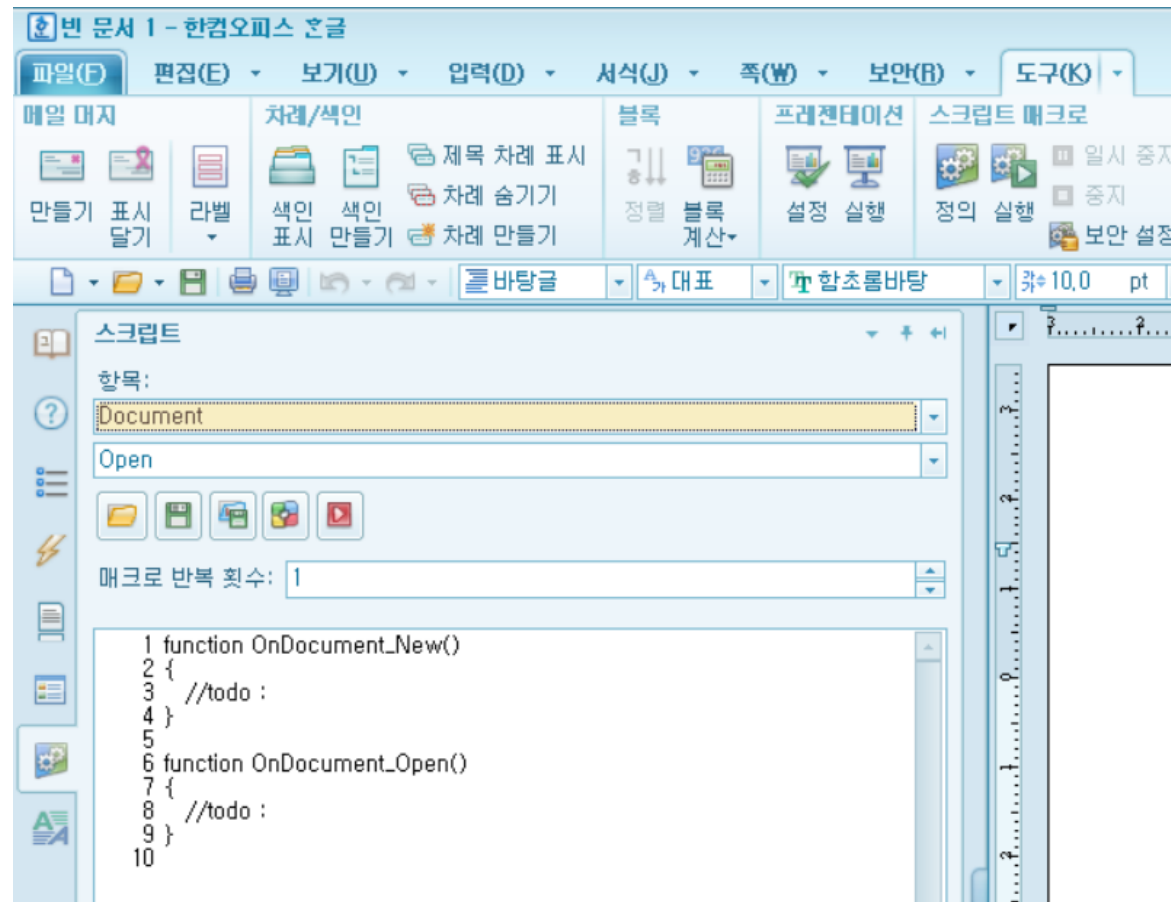 빈 문서 1 - 한컴오피스 흔글
파일(F) 편집(E) 보기(U) 입력(D) 서식(J) 쪽(W) 보안(R) 도구(K)
메일 머지 차례/색인 블록 프레젠테이션 스크립트 매크로
만들기 표시 달기 라벨 색인 표시 색인 만들기 제목 차례 표시 차례 숨기기 차례 만들기 정렬 블록 계산 설정 실행 정의 실행 일시 중지 중지 보안 설정
바탕글 대표 함초롬바탕 10,0 pt
스크립트
항목:
Document
Open
매크로 반복 횟수: 1
1 function OnDocument_New()
2 {
3 //todo :
4 }
5
6 function OnDocument_Open()
7 {
8 //todo :
9 }
10